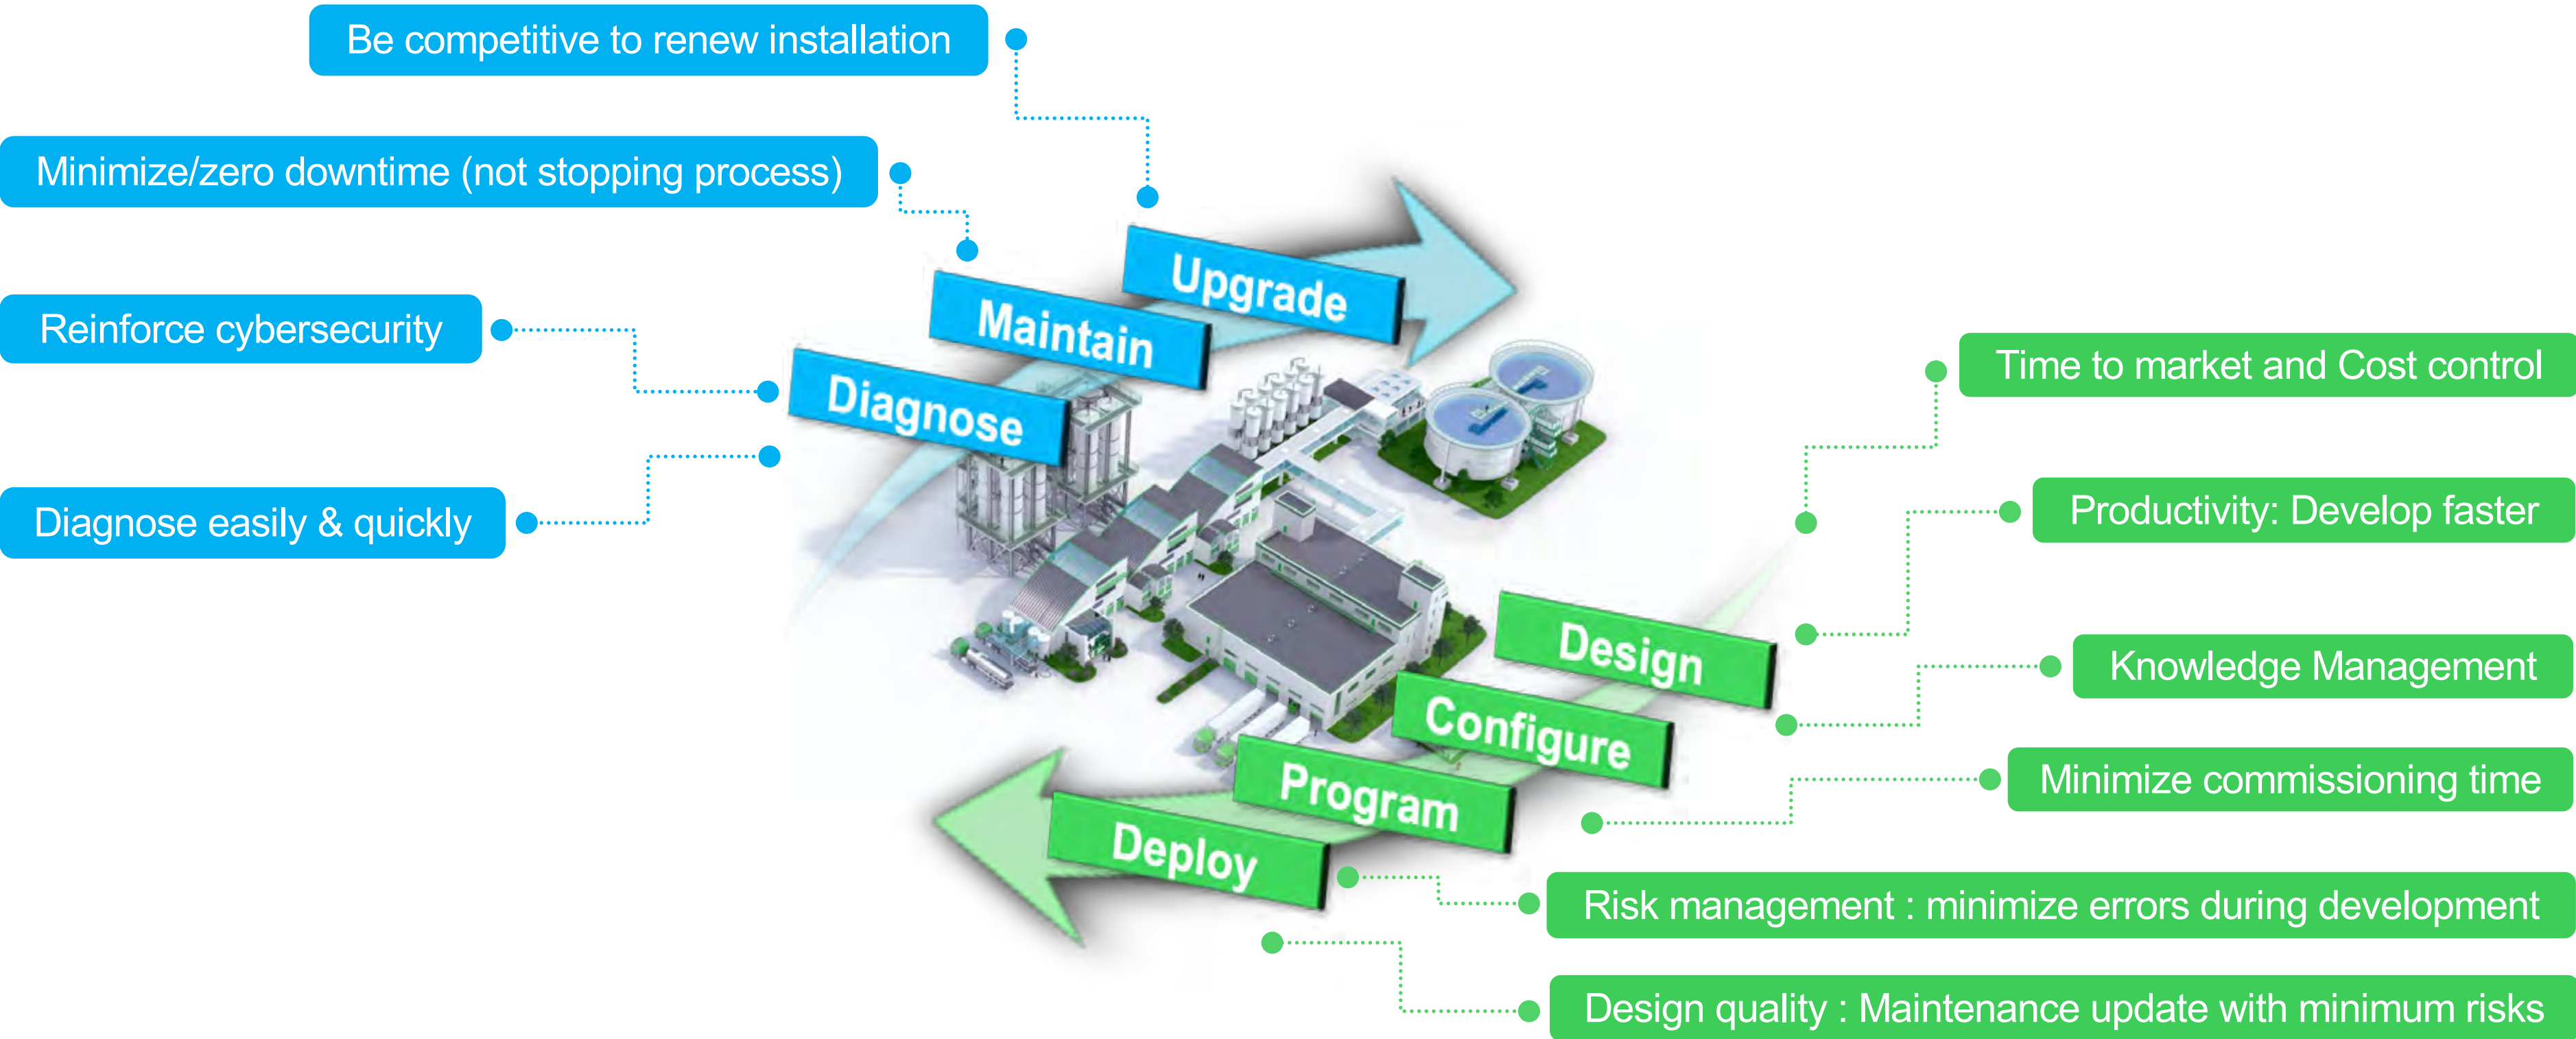 Be competitive to renew installation
Minimize/zero downtime (not stopping process)
Reinforce cybersecurity
Diagnose easily & quickly
Upgrade
Maintain
Diagnose
Time to market and Cost control
Productivity: Develop faster
Knowledge Management
Minimize commissioning time
Risk management : minimize errors during development
Design quality : Maintenance update with minimum risks
Design
Configure
Program
Deploy